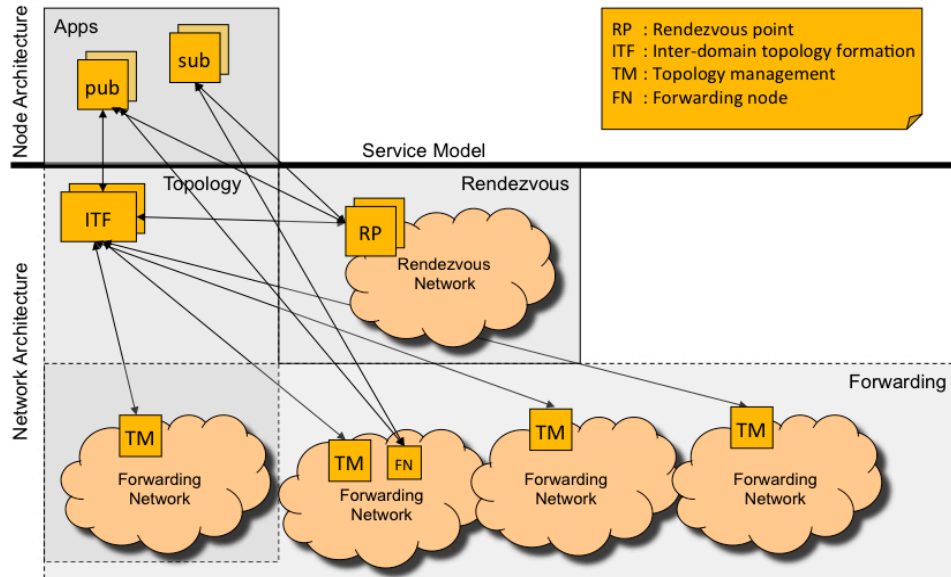 Node Architecture
Apps
pub
sub
RP : Rendezvous point
ITF : Inter-domain topology formation
TM : Topology management
FN : Forwarding node
Service Model
Network Architecture
Topology
Rendezvous
ITF
RP
Rendezvous
Network
Forwarding
TM
Forwarding
Network
TM
FN
Forwarding
Network
TM
Forwarding
Network
TM
Forwarding
Network